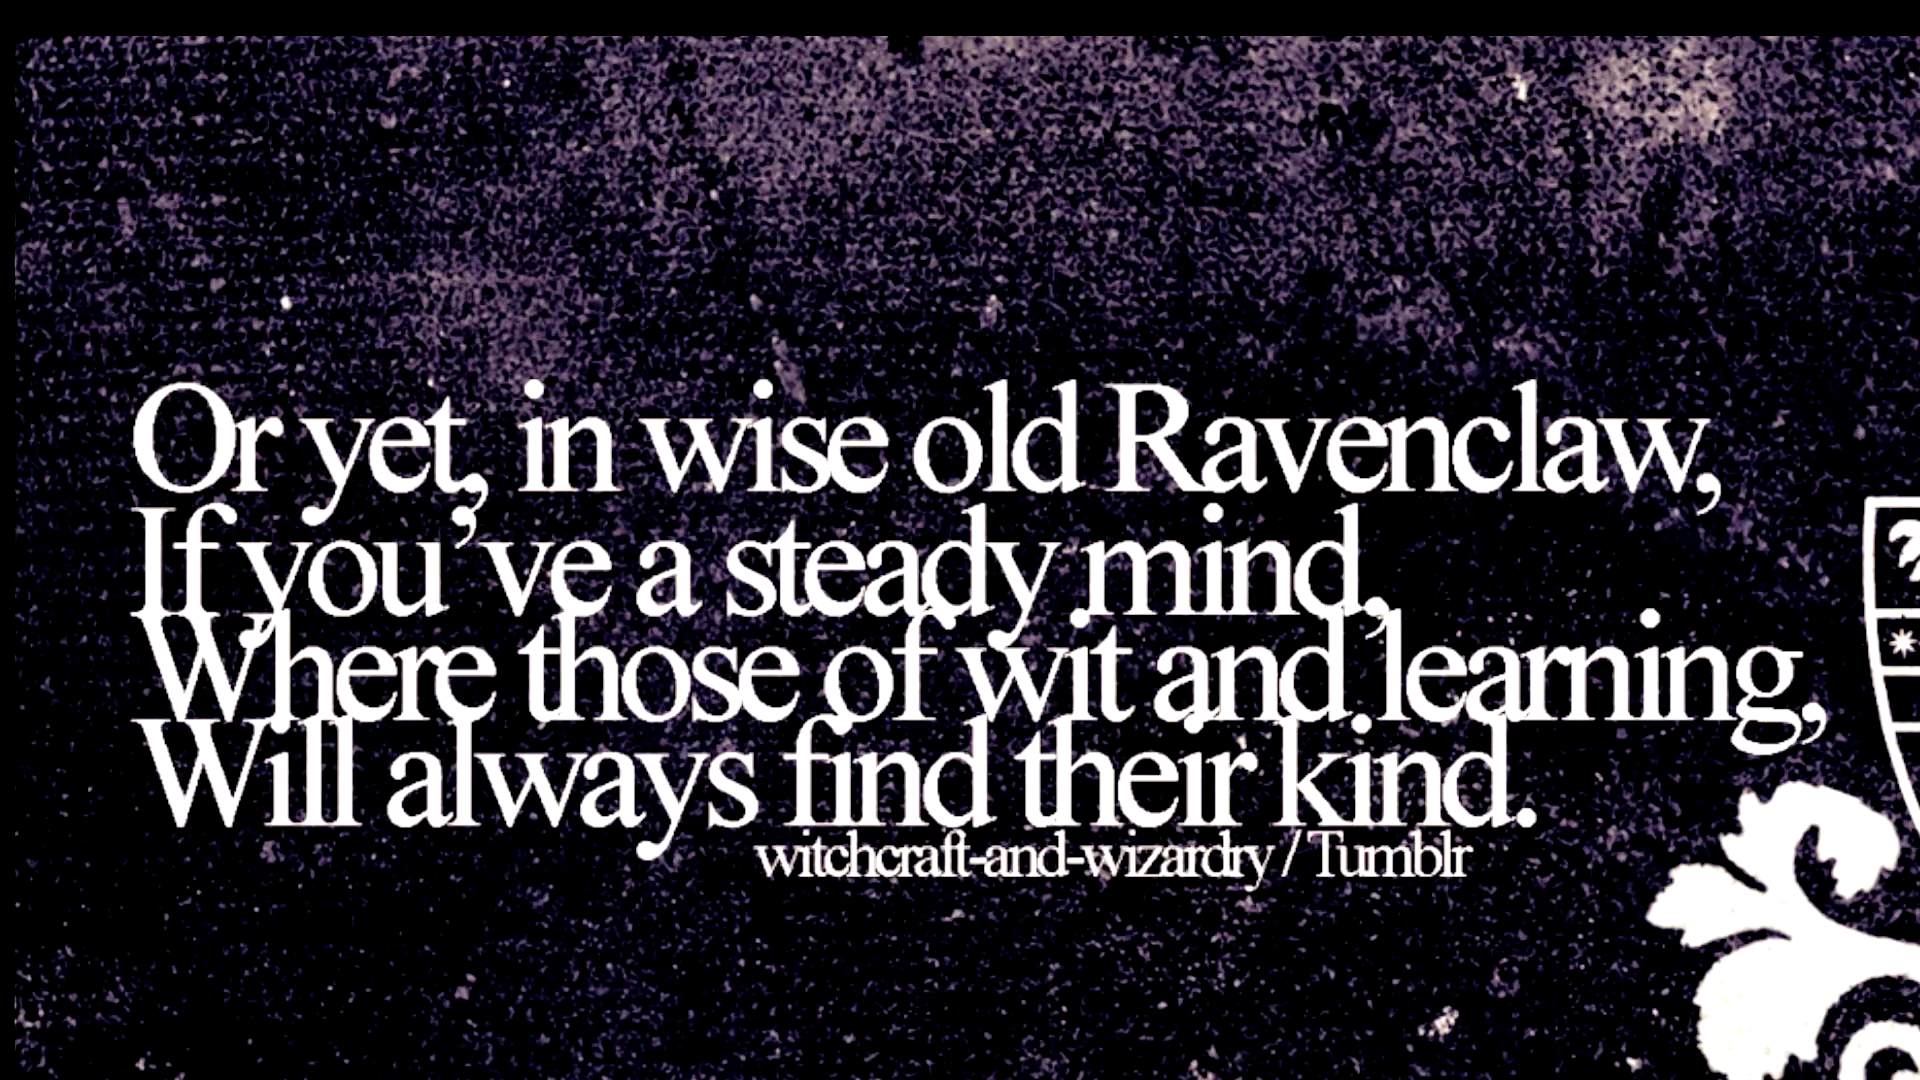 Or yet, in wise old Ravenclaw,
If you've a steady mind,
Where those of wit and learning,
Will always find their kind.
witchcraft-and-wizardry / Tumblr